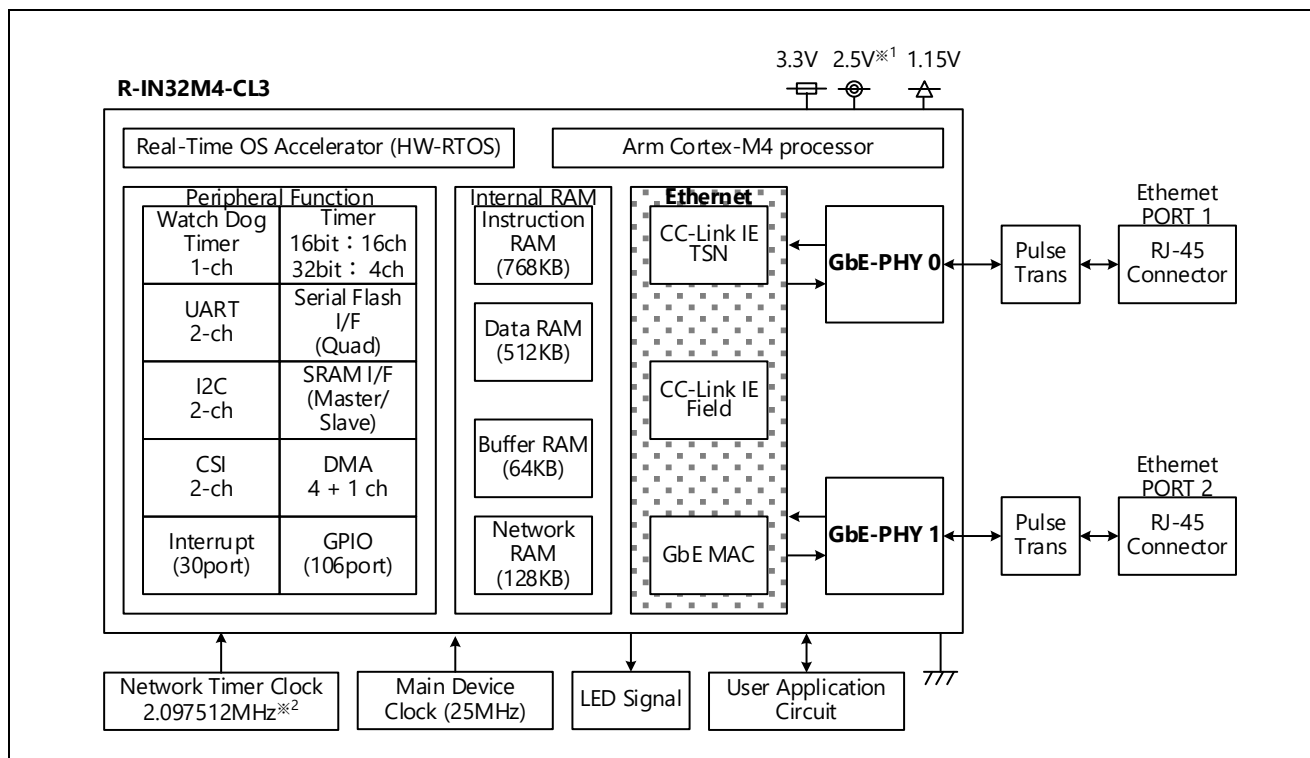 3.3V 2.5V※1 1.15V
R-IN32M4-CL3
Real-Time OS Accelerator (HW-RTOS)
Arm Cortex-M4 processor
Peripheral Function
Watch Dog
Timer
1-ch
Timer
16bit：16ch
32bit： 4ch
UART
2-ch
Serial Flash
I/F
(Quad)
I2C
2-ch
SRAM I/F
(Master/
Slave)
CSI
2-ch
DMA
4 + 1 ch
Interrupt
(30port)
GPIO
(106port)
Internal RAM
Instruction
RAM
(768KB)
Data RAM
(512KB)
Buffer RAM
(64KB)
Network
RAM
(128KB)
Ethernet
CC-Link IE
TSN
CC-Link IE
Field
GbE MAC
GbE-PHY 0
GbE-PHY 1
Pulse
Trans
Ethernet
PORT 1
RJ-45
Connector
Pulse
Trans
Ethernet
PORT 2
RJ-45
Connector
Network Timer Clock
2.097512MHz※2
Main Device
Clock (25MHz)
LED Signal
User Application
Circuit